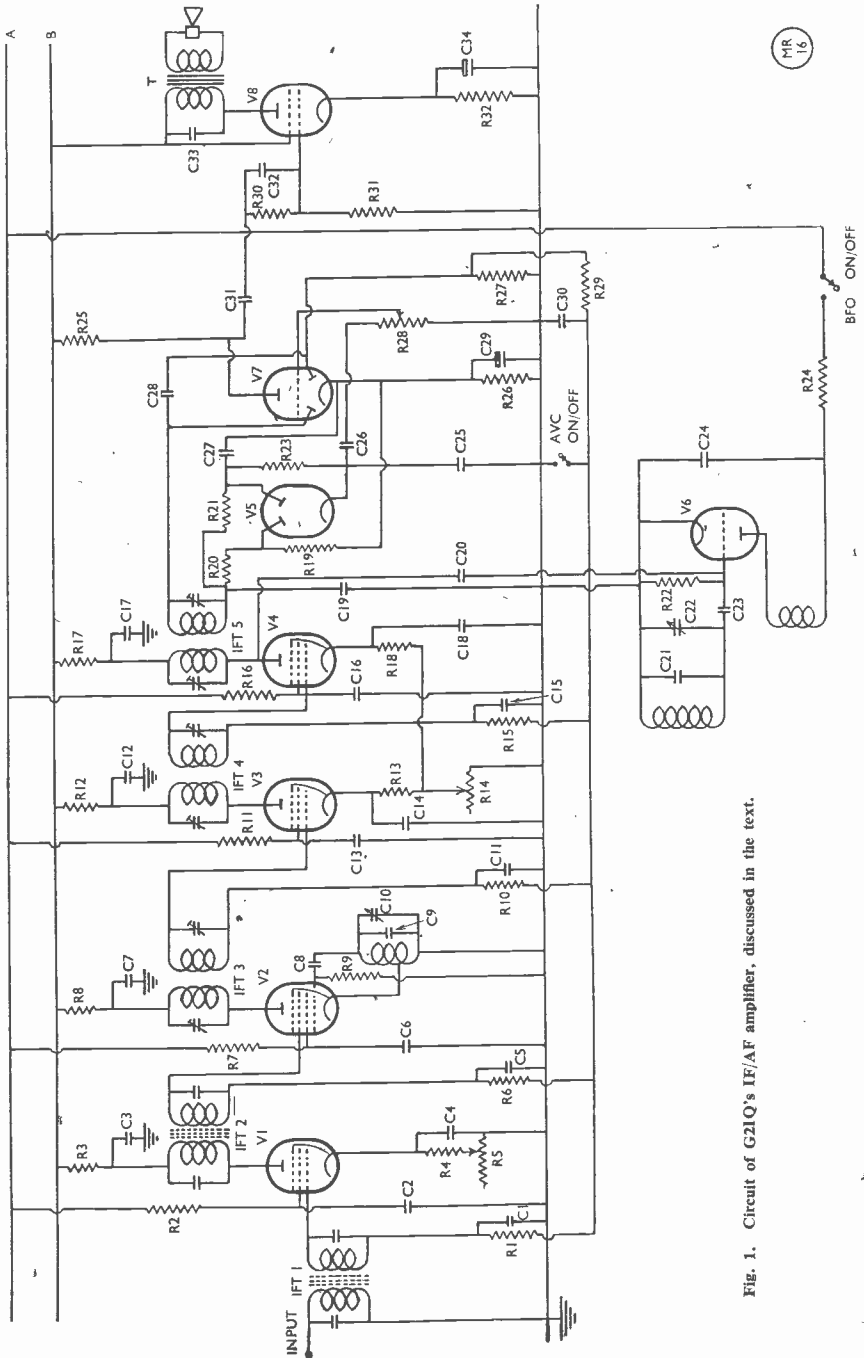 A
B
R3
C3
R8
C7
R12
C12
R17
C17
R25
T
C33
C28
C31
R2
IFT 2
V1
R7
IFT 3
V2
R11
IFT 4
V3
R16
IFT 5
V4
R20
R21
C27
V5
V7
R23
R19
C26
R30
C32
V8
INPUT
IFT 1
C2
C6
C8
R9
C10
C9
C13
C14
R13
C16
R18
C18
C19
C20
C25
R28
R31
R4
C4
R5
R14
R26
C29
R27
R32
C34
R1
C1
R6
C5
R10
C11
R15
C15
AVC
ON/OFF
C30
R29
C21
C22
R22
C23
V6
C24
R24
BFO ON/OFF
MR
16
Fig. 1. Circuit of G2IQ's IF/AF amplifier, discussed in the text.